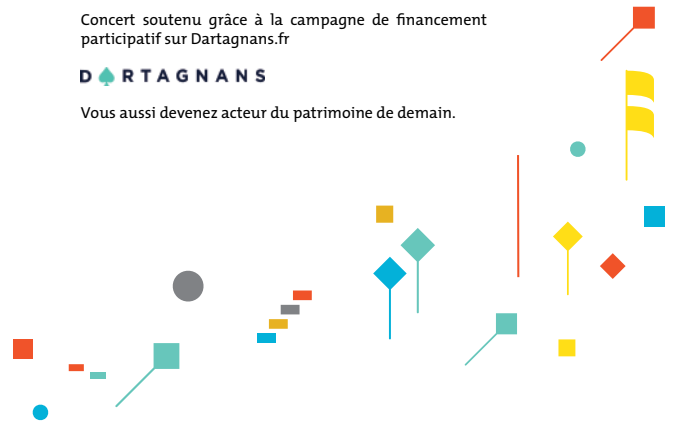 Concert soutenu grâce à la campagne de financement
participatif sur Dartagnans.fr
DARTAGNANS
Vous aussi devenez acteur du patrimoine de demain.